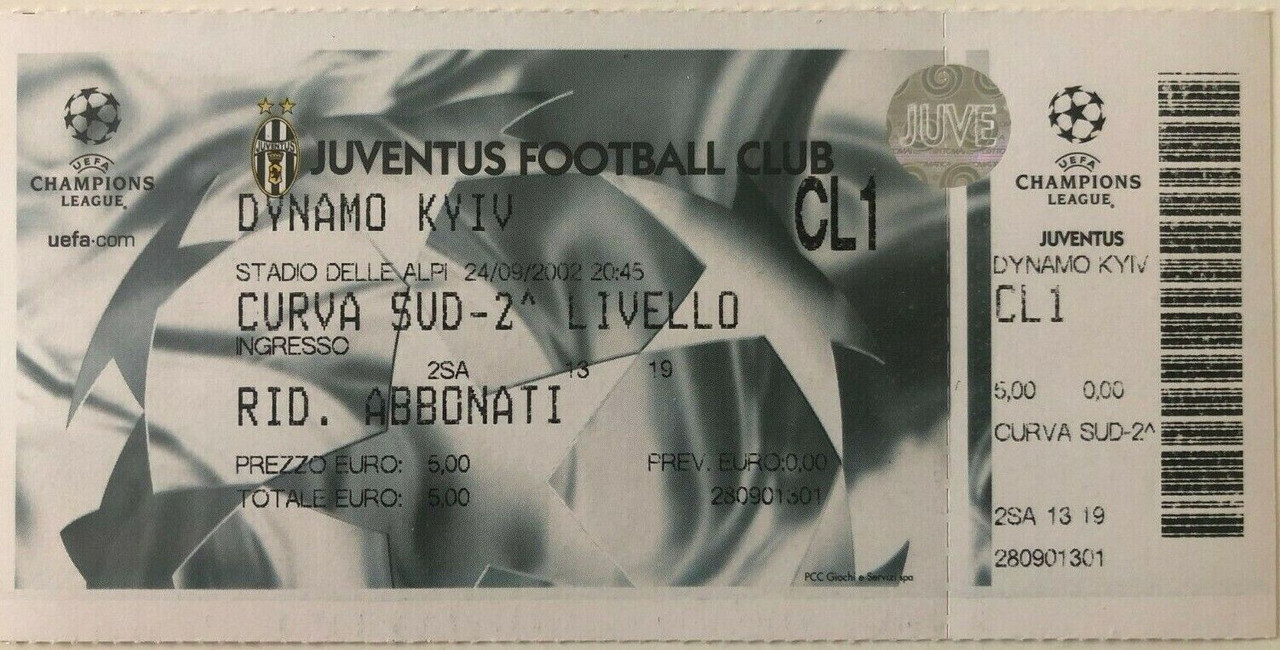 UEFA
CHAMPIONS
LEAGUE
uefa.com
JUVENTUS
JUVENTUS FOOTBALL CLUB
DYNAMO KYIV
CL1
STADIO DELLE ALPI 24/09/2002 20:45
CURVA SUD-2^ LIVELLO
INGRESSO
2SA 13 19
RID. ABBONATI
PREZZO EURO: 5,00 PREV. EURO:0,00
TOTALE EURO: 5,00 280901301
PCC Giochi e Servizi spa
JUVE
UEFA
CHAMPIONS
LEAGUE
JUVENTUS
DYNAMO KYIV
CL1
5,00 0,00
CURVA SUD-2^
2SA 13 19
280901301